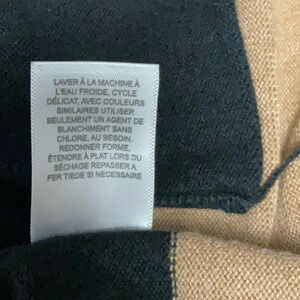 LAVER À LA MACHINE À
L'EAU FROIDE, CYCLE
DÉLICAT, AVEC COULEURS
SIMILAIRES UTILISER
SEULEMENT UN AGENT DE
BLANCHIMENT SANS
CHLORE, AU BESOIN.
REDONNER FORME,
ÉTENDRE À PLAT LORS DU
SÉCHAGE REPASSER A
FER TIEDE SI NECESSAIRE